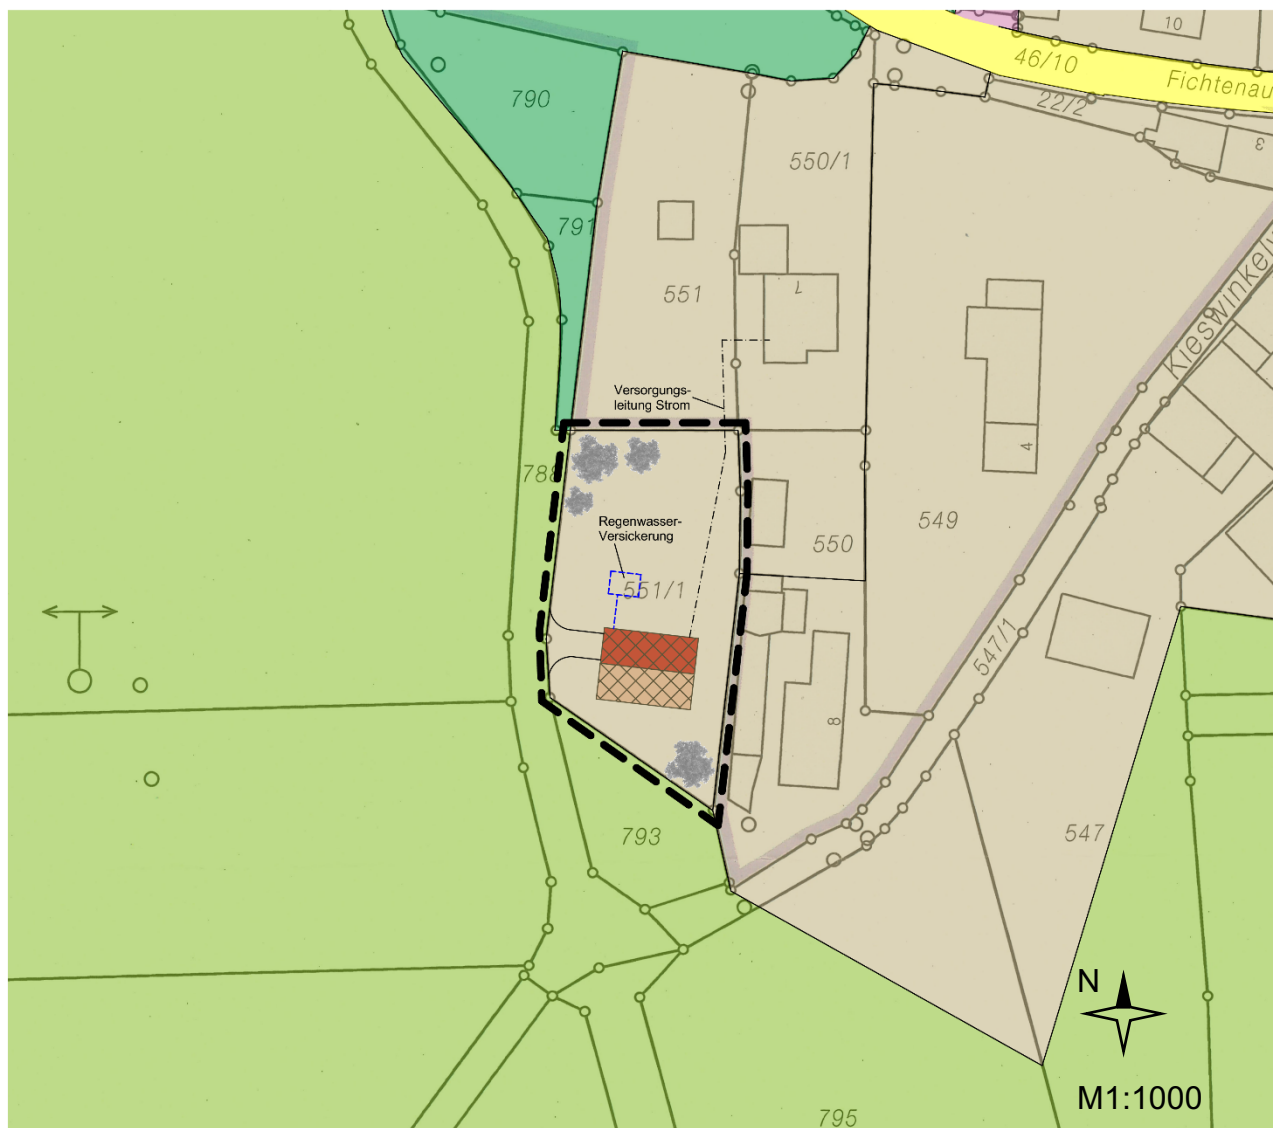 10
46/10
Fichtenau
22/2
3
790
550/1
791
551
7
Kieswinkel
Versorgungs-
leitung Strom
4
788
Regenwasser-
Versickerung
550
549
551/1
547/1
8
793
547
N
M1:1000
795